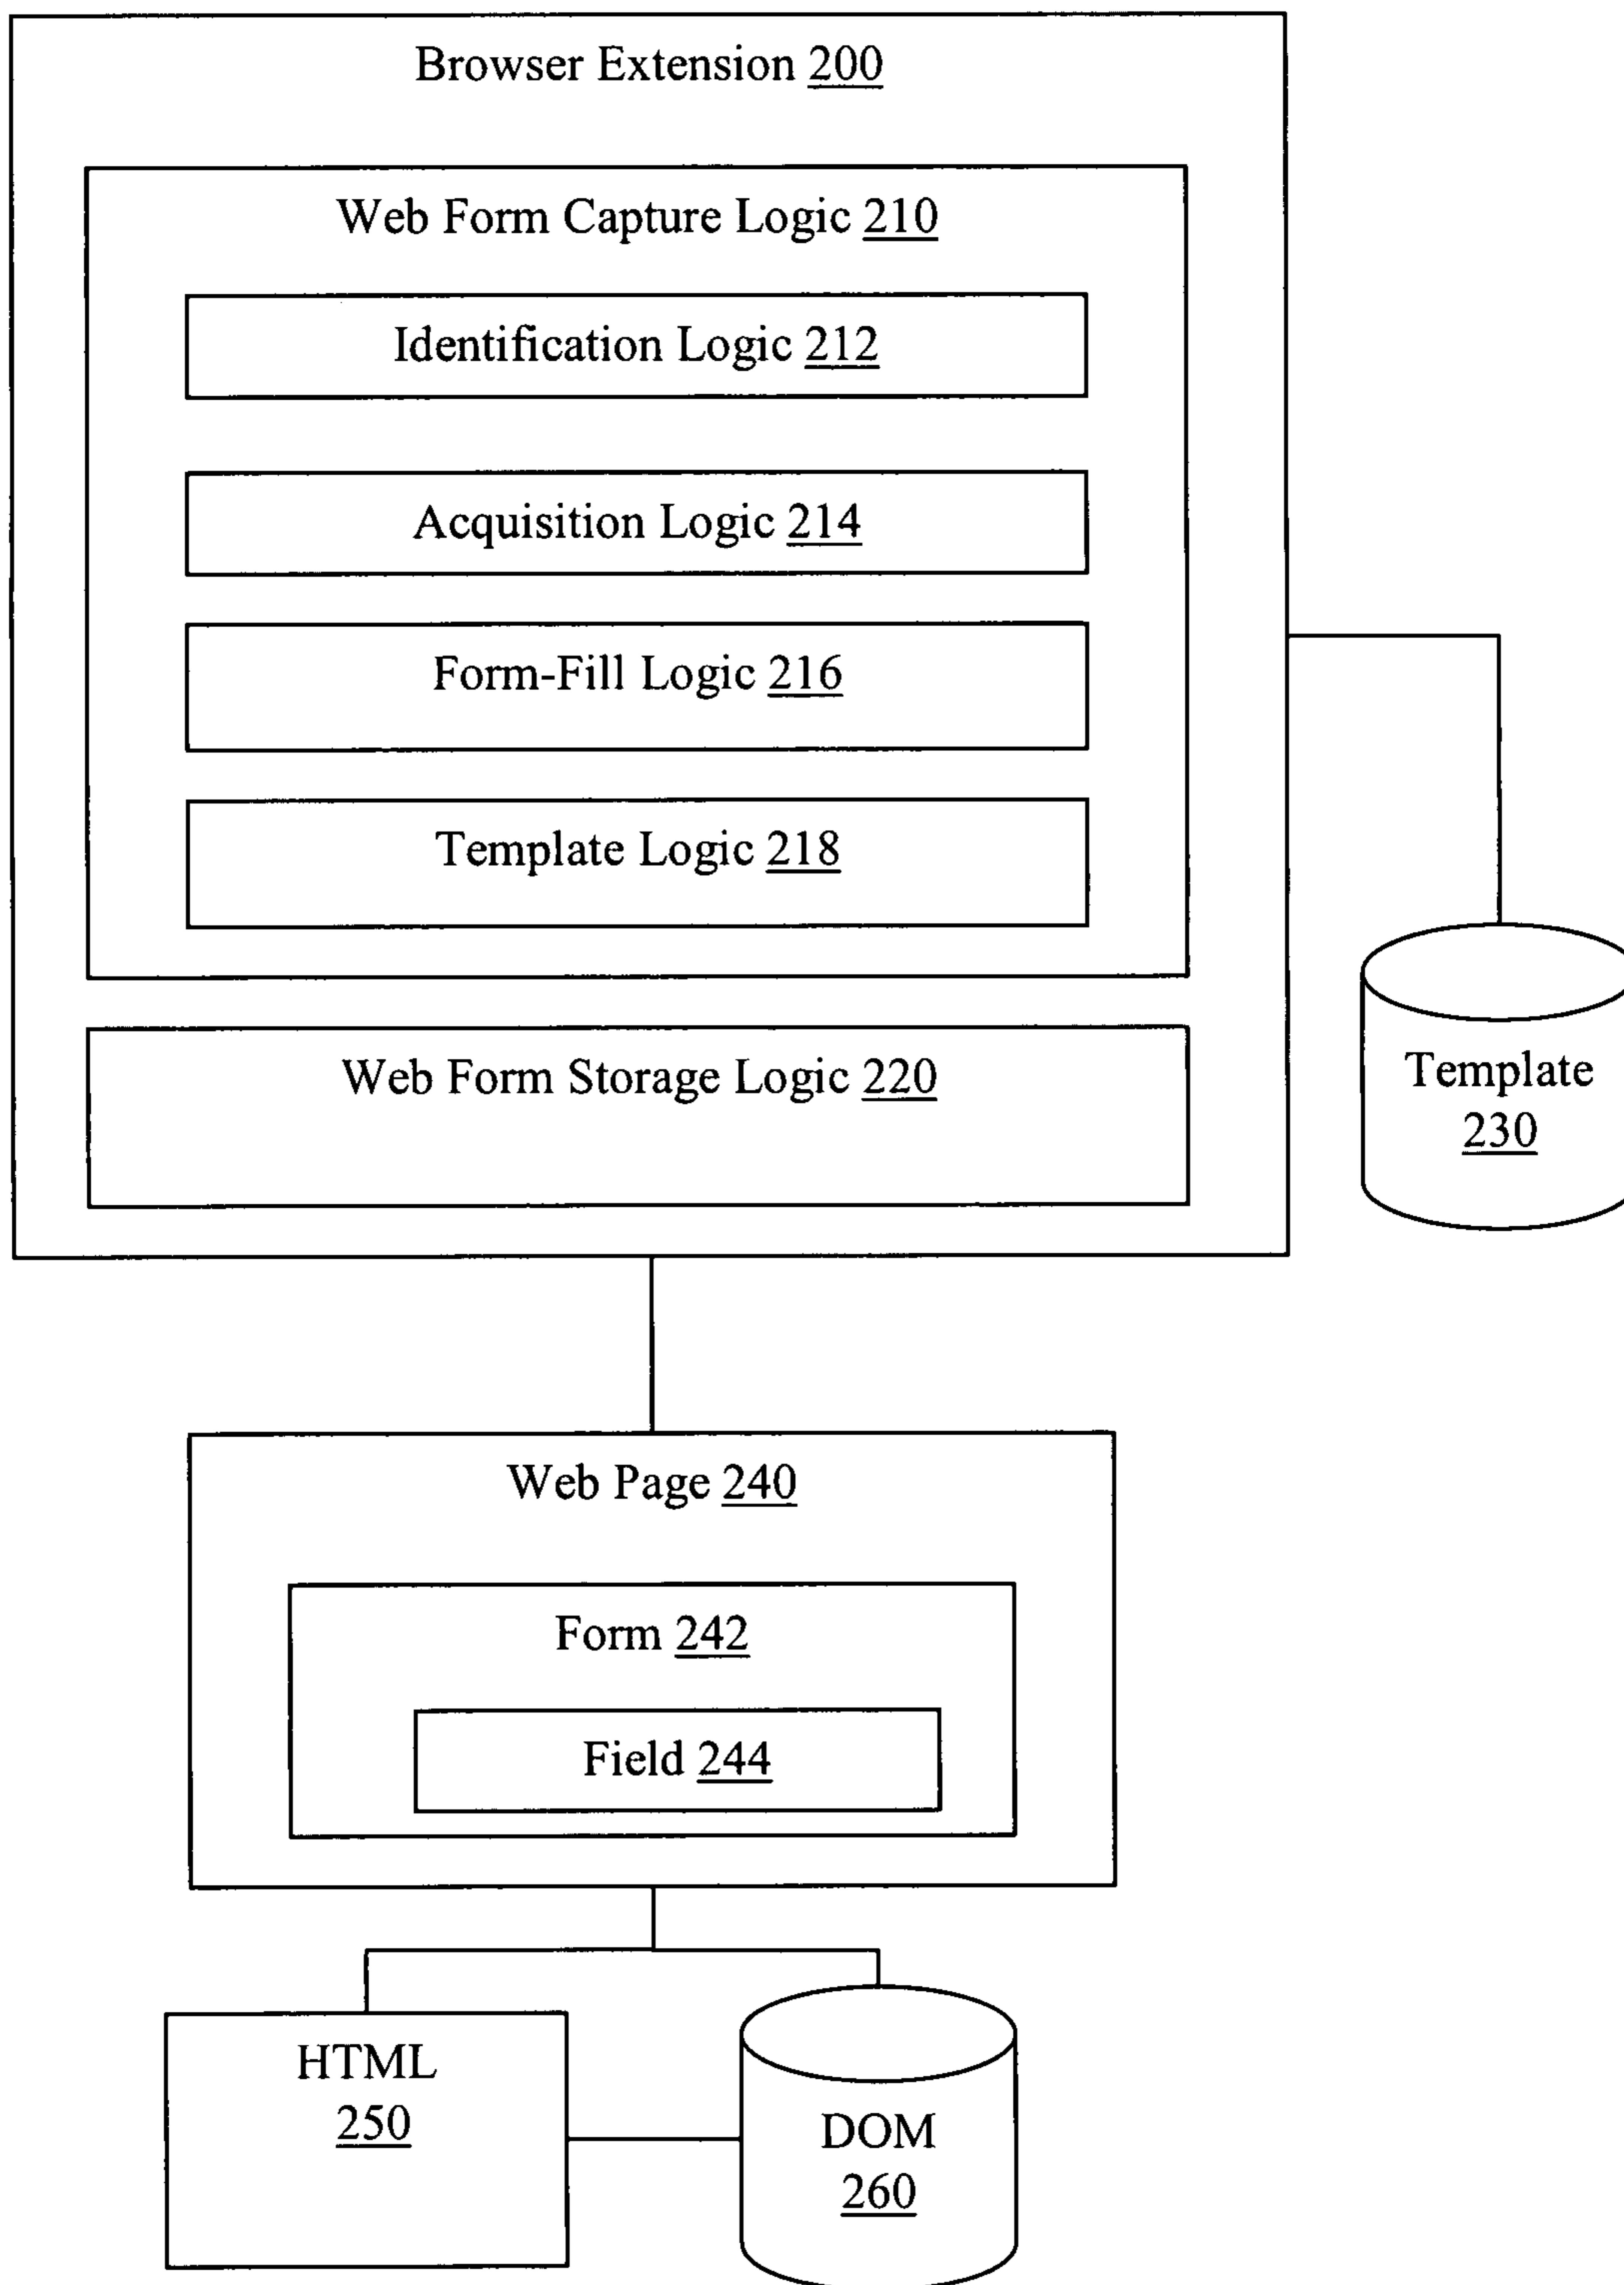 Browser Extension 200
Web Form Capture Logic 210
Identification Logic 212
Acquisition Logic 214
Form-Fill Logic 216
Template Logic 218
Web Form Storage Logic 220
Template
230
Web Page 240
Form 242
Field 244
HTML
250
DOM
260